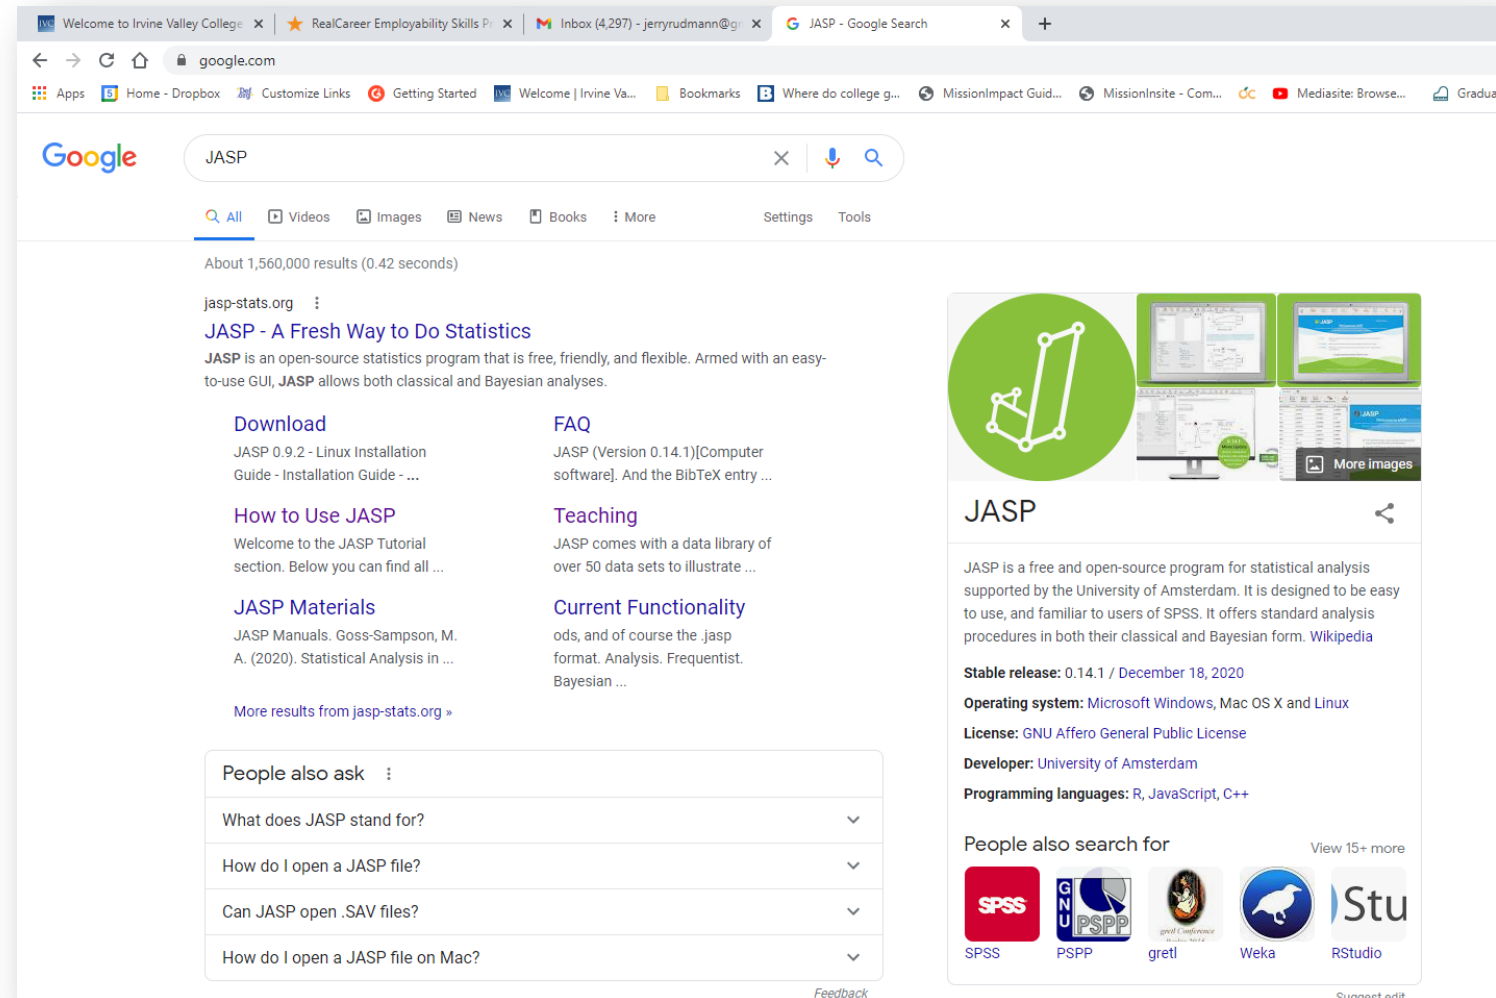 Welcome to Irvine Valley College
RealCareer Employability Skills Pr
Inbox (4,297) - jerryrudmann@gm
JASP - Google Search
google.com
Apps
Home - Dropbox
Customize Links
Getting Started
Welcome | Irvine Va...
Bookmarks
Where do college g...
MissionImpact Guid...
MissionInsite - Com...
Mediasite: Browse...
Gradua
Google
JASP
All
Videos
Images
News
Books
More
Settings
Tools
About 1,560,000 results (0.42 seconds)
jasp-stats.org
JASP - A Fresh Way to Do Statistics
JASP is an open-source statistics program that is free, friendly, and flexible. Armed with an easy-
to-use GUI, JASP allows both classical and Bayesian analyses.
Download
JASP 0.9.2 - Linux Installation
Guide - Installation Guide - ...
FAQ
JASP (Version 0.14.1)[Computer
software]. And the BibTeX entry ...
How to Use JASP
Welcome to the JASP Tutorial
section. Below you can find all ...
Teaching
JASP comes with a data library of
over 50 data sets to illustrate ...
JASP Materials
JASP Manuals. Goss-Sampson, M.
A. (2020). Statistical Analysis in ...
Current Functionality
ods, and of course the .jasp
format. Analysis. Frequentist.
Bayesian ...
More results from jasp-stats.org »
People also ask
What does JASP stand for?
How do I open a JASP file?
Can JASP open .SAV files?
How do I open a JASP file on Mac?
Feedback
More images
JASP
JASP is a free and open-source program for statistical analysis
supported by the University of Amsterdam. It is designed to be easy
to use, and familiar to users of SPSS. It offers standard analysis
procedures in both their classical and Bayesian form. Wikipedia
Stable release: 0.14.1 / December 18, 2020
Operating system: Microsoft Windows, Mac OS X and Linux
License: GNU Affero General Public License
Developer: University of Amsterdam
Programming languages: R, JavaScript, C++
People also search for
View 15+ more
SPSS
GNU
PSPP
gretl Conference
Stu
SPSS
PSPP
gretl
Weka
RStudio
Suggest edit